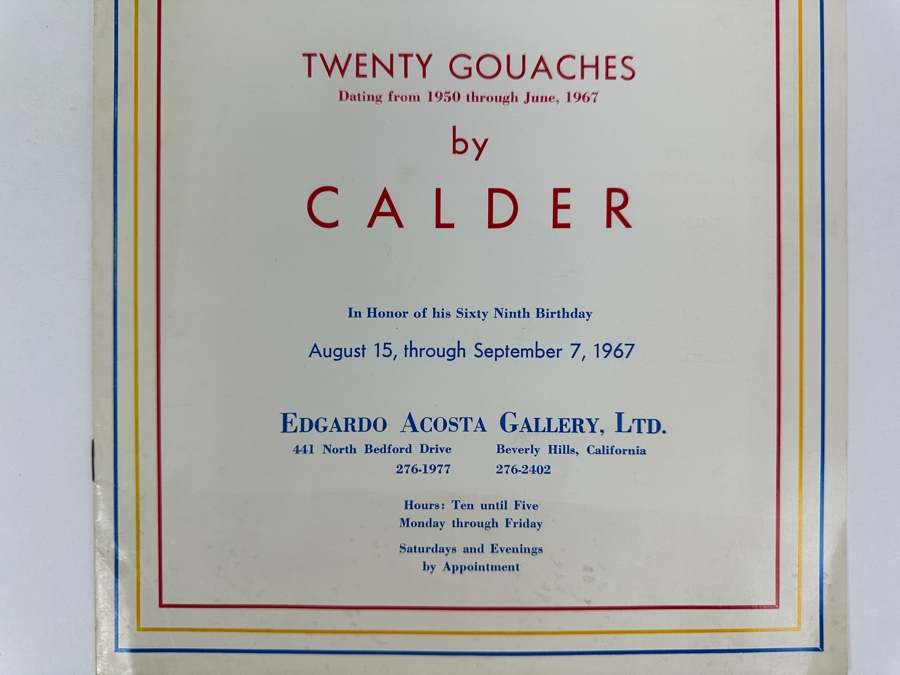 TWENTY GOUACHES
Dating from 1950 through June, 1967
by
CALDER
In Honor of his Sixty Ninth Birthday
August 15, through September 7, 1967
EDGARDO ACOSTA GALLERY, LTD.
441 North Bedford Drive Beverly Hills, California
276-1977 276-2402
Hours: Ten until Five
Monday through Friday
Saturdays and Evenings
by Appointment